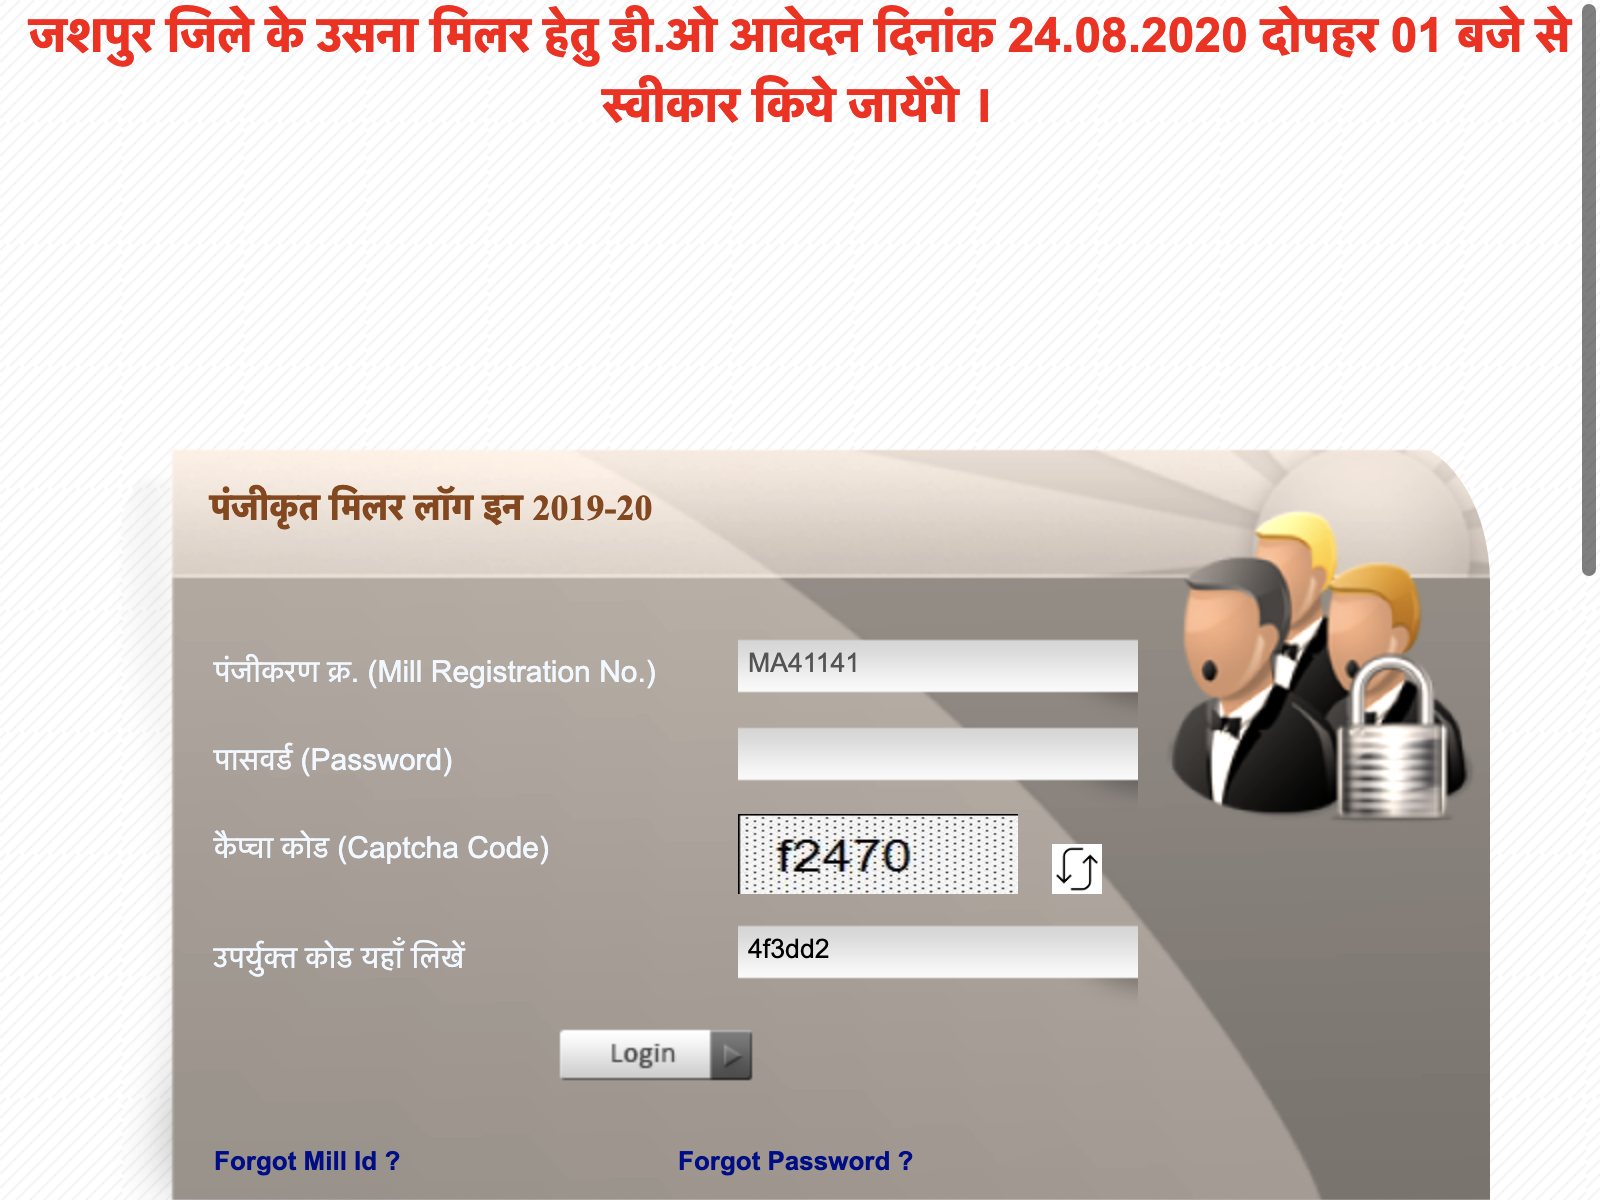 जशपुर जिले के उसना मिलर हेतु डी.ओ आवेदन दिनांक 24.08.2020 दोपहर 01 बजे से
स्वीकार किये जायेंगे ।
पंजीकृत मिलर लॉग इन 2019-20
पंजीकरण क्र. (Mill Registration No.)
MA41141
पासवर्ड (Password)
कैप्चा कोड (Captcha Code)
f2470
उपर्युक्त कोड यहाँ लिखें
4f3dd2
Login
Forgot Mill Id ?
Forgot Password ?